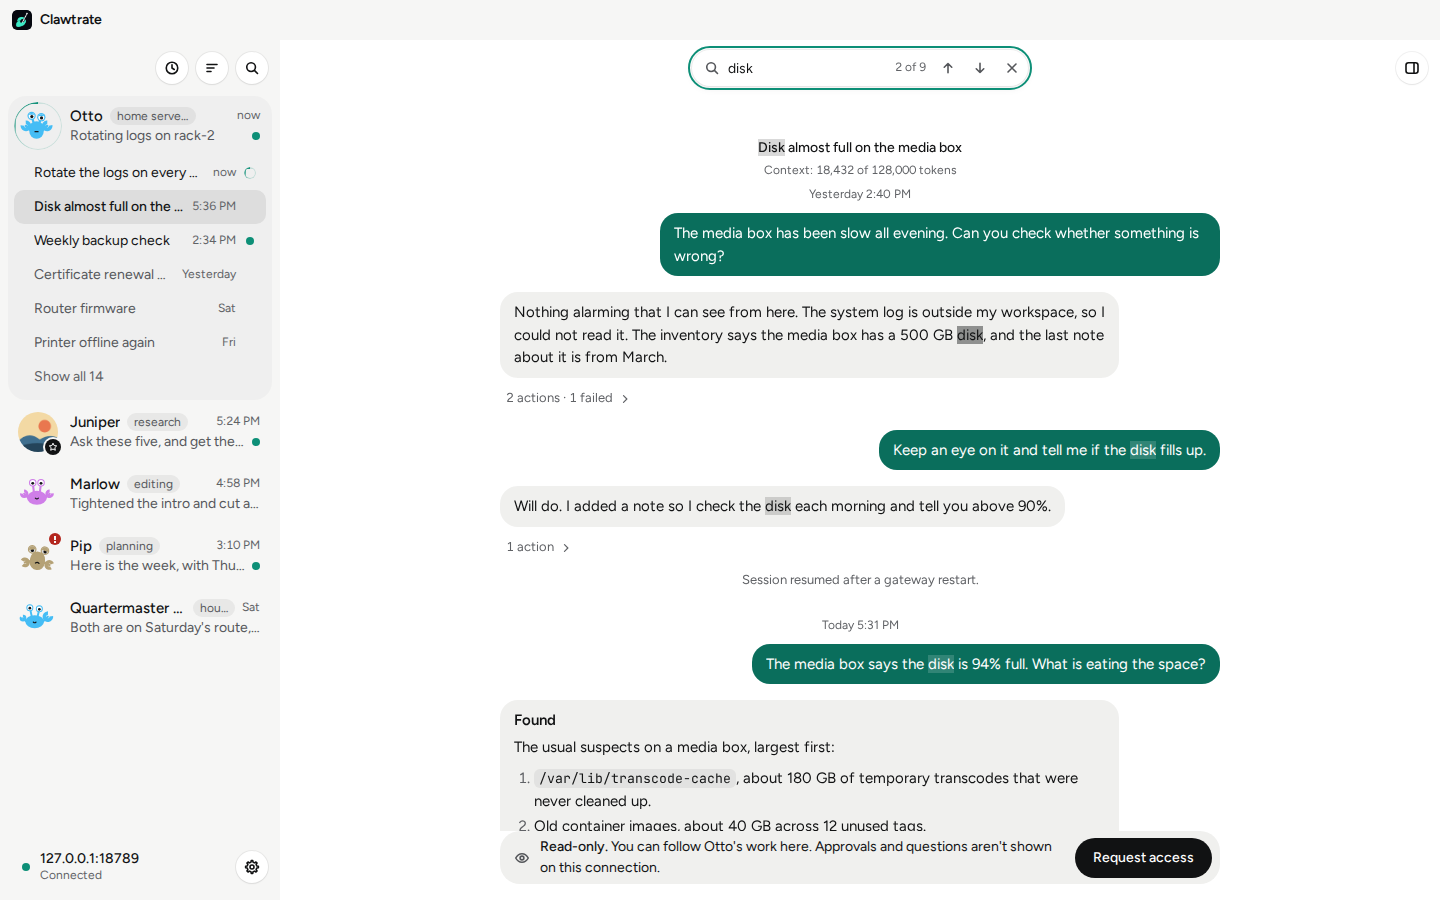 Clawtrate
Otto
home serve...
now
Rotating logs on rack-2
Rotate the logs on every ...
now
Disk almost full on the ...
5:36 PM
Weekly backup check
2:34 PM
Certificate renewal ...
Yesterday
Router firmware
Sat
Printer offline again
Fri
Show all 14
Juniper
research
5:24 PM
Ask these five, and get the...
Marlow
editing
4:58 PM
Tightened the intro and cut a...
Pip
planning
3:10 PM
Here is the week, with Thu...
Quartermaster ...
hou...
Sat
Both are on Saturday's route,...
127.0.0.1:18789
Connected
disk
2 of 9
Disk almost full on the media box
Context: 18,432 of 128,000 tokens
Yesterday 2:40 PM
The media box has been slow all evening. Can you check whether something is
wrong?
Nothing alarming that I can see from here. The system log is outside my workspace, so I
could not read it. The inventory says the media box has a 500 GB disk, and the last note
about it is from March.
2 actions · 1 failed
Keep an eye on it and tell me if the disk fills up.
Will do. I added a note so I check the disk each morning and tell you above 90%.
1 action
Session resumed after a gateway restart.
Today 5:31 PM
The media box says the disk is 94% full. What is eating the space?
Found
The usual suspects on a media box, largest first:
1. /var/lib/transcode-cache, about 180 GB of temporary transcodes that were
never cleaned up.
2. Old container images, about 40 GB across 12 unused tags.
Read-only. You can follow Otto's work here. Approvals and questions aren't shown
on this connection.
Request access